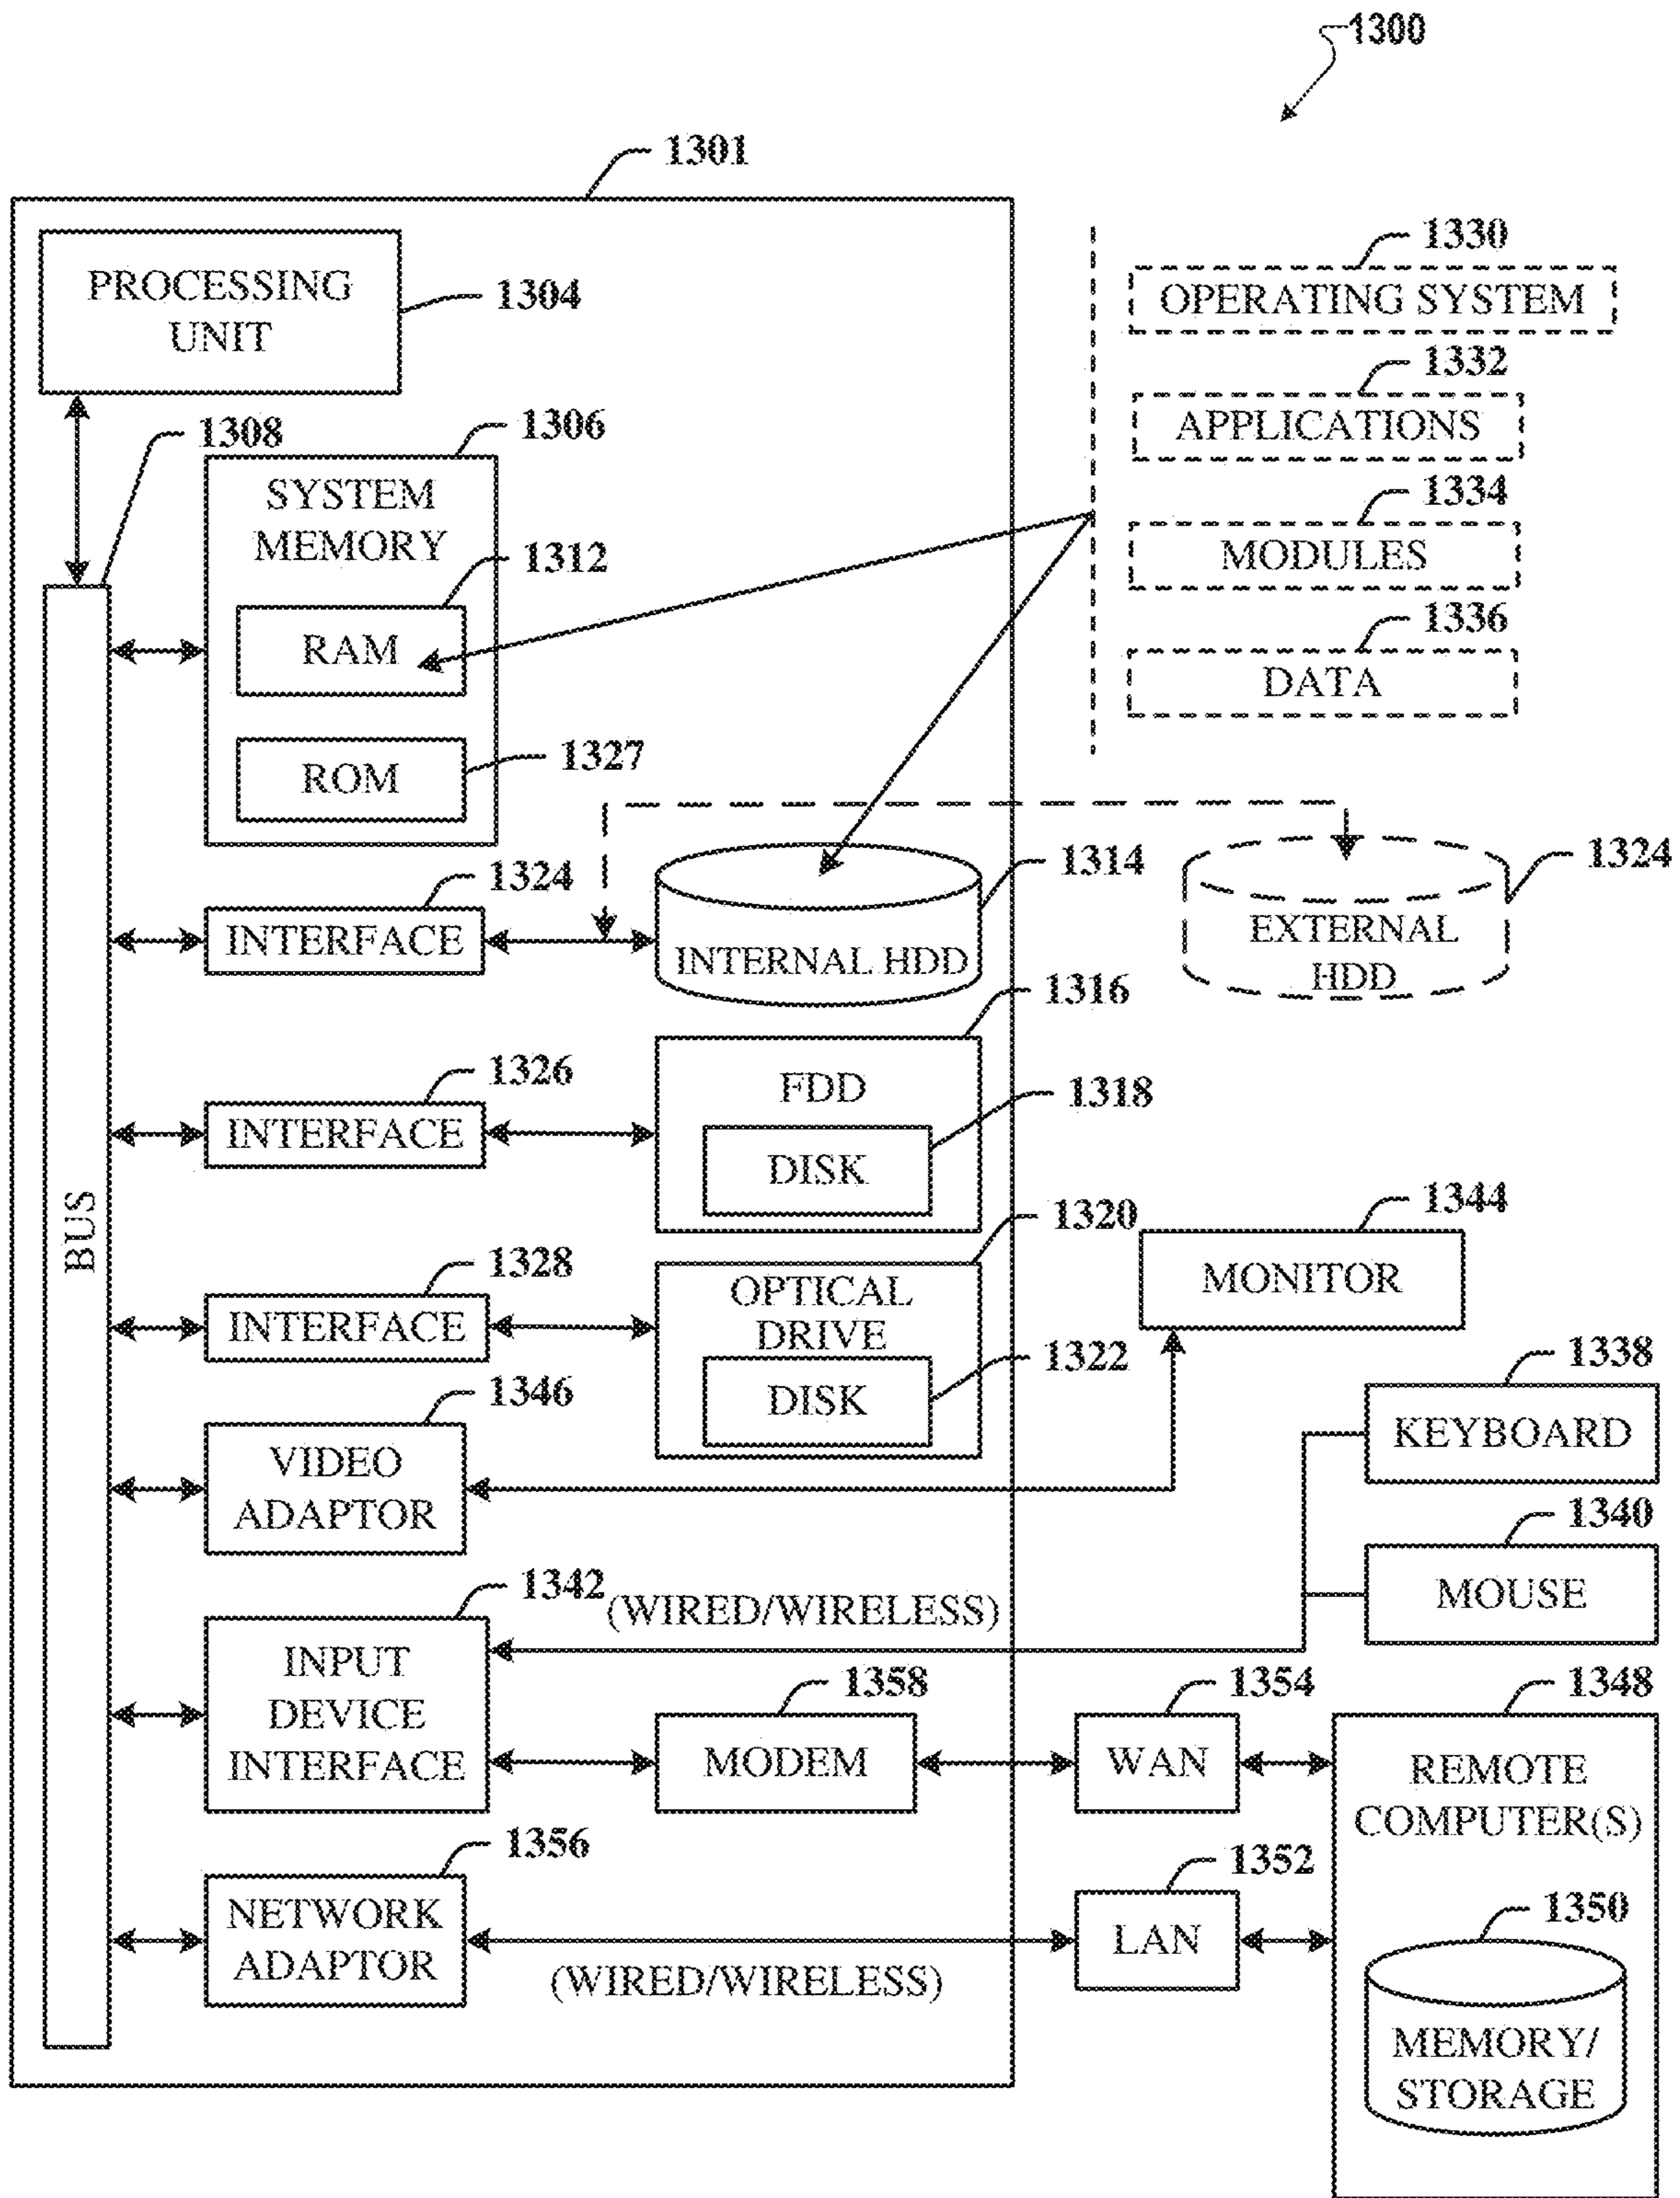 1300
1301
PROCESSING
UNIT
1304
1330
OPERATING SYSTEM
1332
APPLICATIONS
1334
MODULES
1336
DATA
1308
1306
SYSTEM
MEMORY
1312
RAM
1327
ROM
BUS
1324
INTERFACE
1314
INTERNAL HDD
1324
EXTERNAL
HDD
1326
INTERFACE
1316
FDD
1318
DISK
1328
INTERFACE
1320
OPTICAL
DRIVE
1322
DISK
1344
MONITOR
1346
VIDEO
ADAPTOR
1338
KEYBOARD
1340
MOUSE
1342
(WIRED/WIRELESS)
INPUT
DEVICE
INTERFACE
1358
MODEM
1354
WAN
1348
REMOTE
COMPUTER(S)
1356
NETWORK
ADAPTOR
(WIRED/WIRELESS)
1352
LAN
1350
MEMORY/
STORAGE